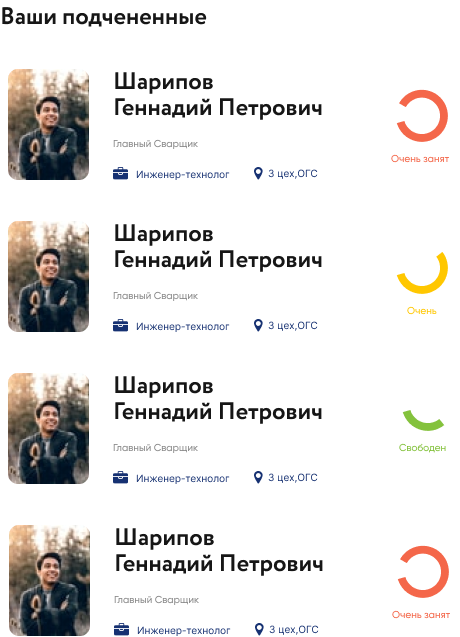 Ваши подчененные
Шарипов
Геннадий Петрович
Главный Сварщик
Инженер-технолог
3 цех,ОГС
Очень занят
Шарипов
Геннадий Петрович
Главный Сварщик
Инженер-технолог
3 цех,ОГС
Очень
Шарипов
Геннадий Петрович
Главный Сварщик
Инженер-технолог
3 цех,ОГС
Свободен
Шарипов
Геннадий Петрович
Главный Сварщик
Инженер-технолог
3 цех,ОГС
Очень занят